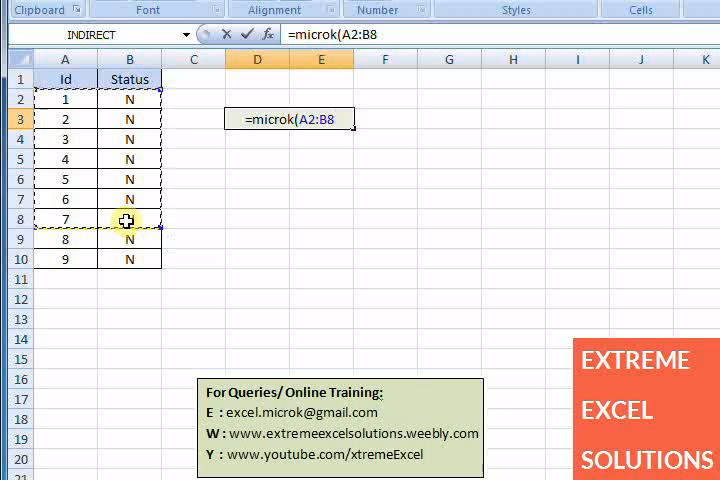 Clipboard Font Alignment Number Styles Cells
INDIRECT =microk(A2:B8
A B C D E F G H I J K
1 Id Status
2 1 N
3 2 N =microk(A2:B8
4 3 N
5 4 N
6 5 N
7 6 N
8 7
9 8 N
10 9 N
11
12
13
14
15
16
For Queries/ Online Training:
17 E : excel.microk@gmail.com
18 W : www.extremeexcelsolutions.weebly.com
19 Y : www.youtube.com/xtremeExcel
20
21
EXTREME
EXCEL
SOLUTIONS